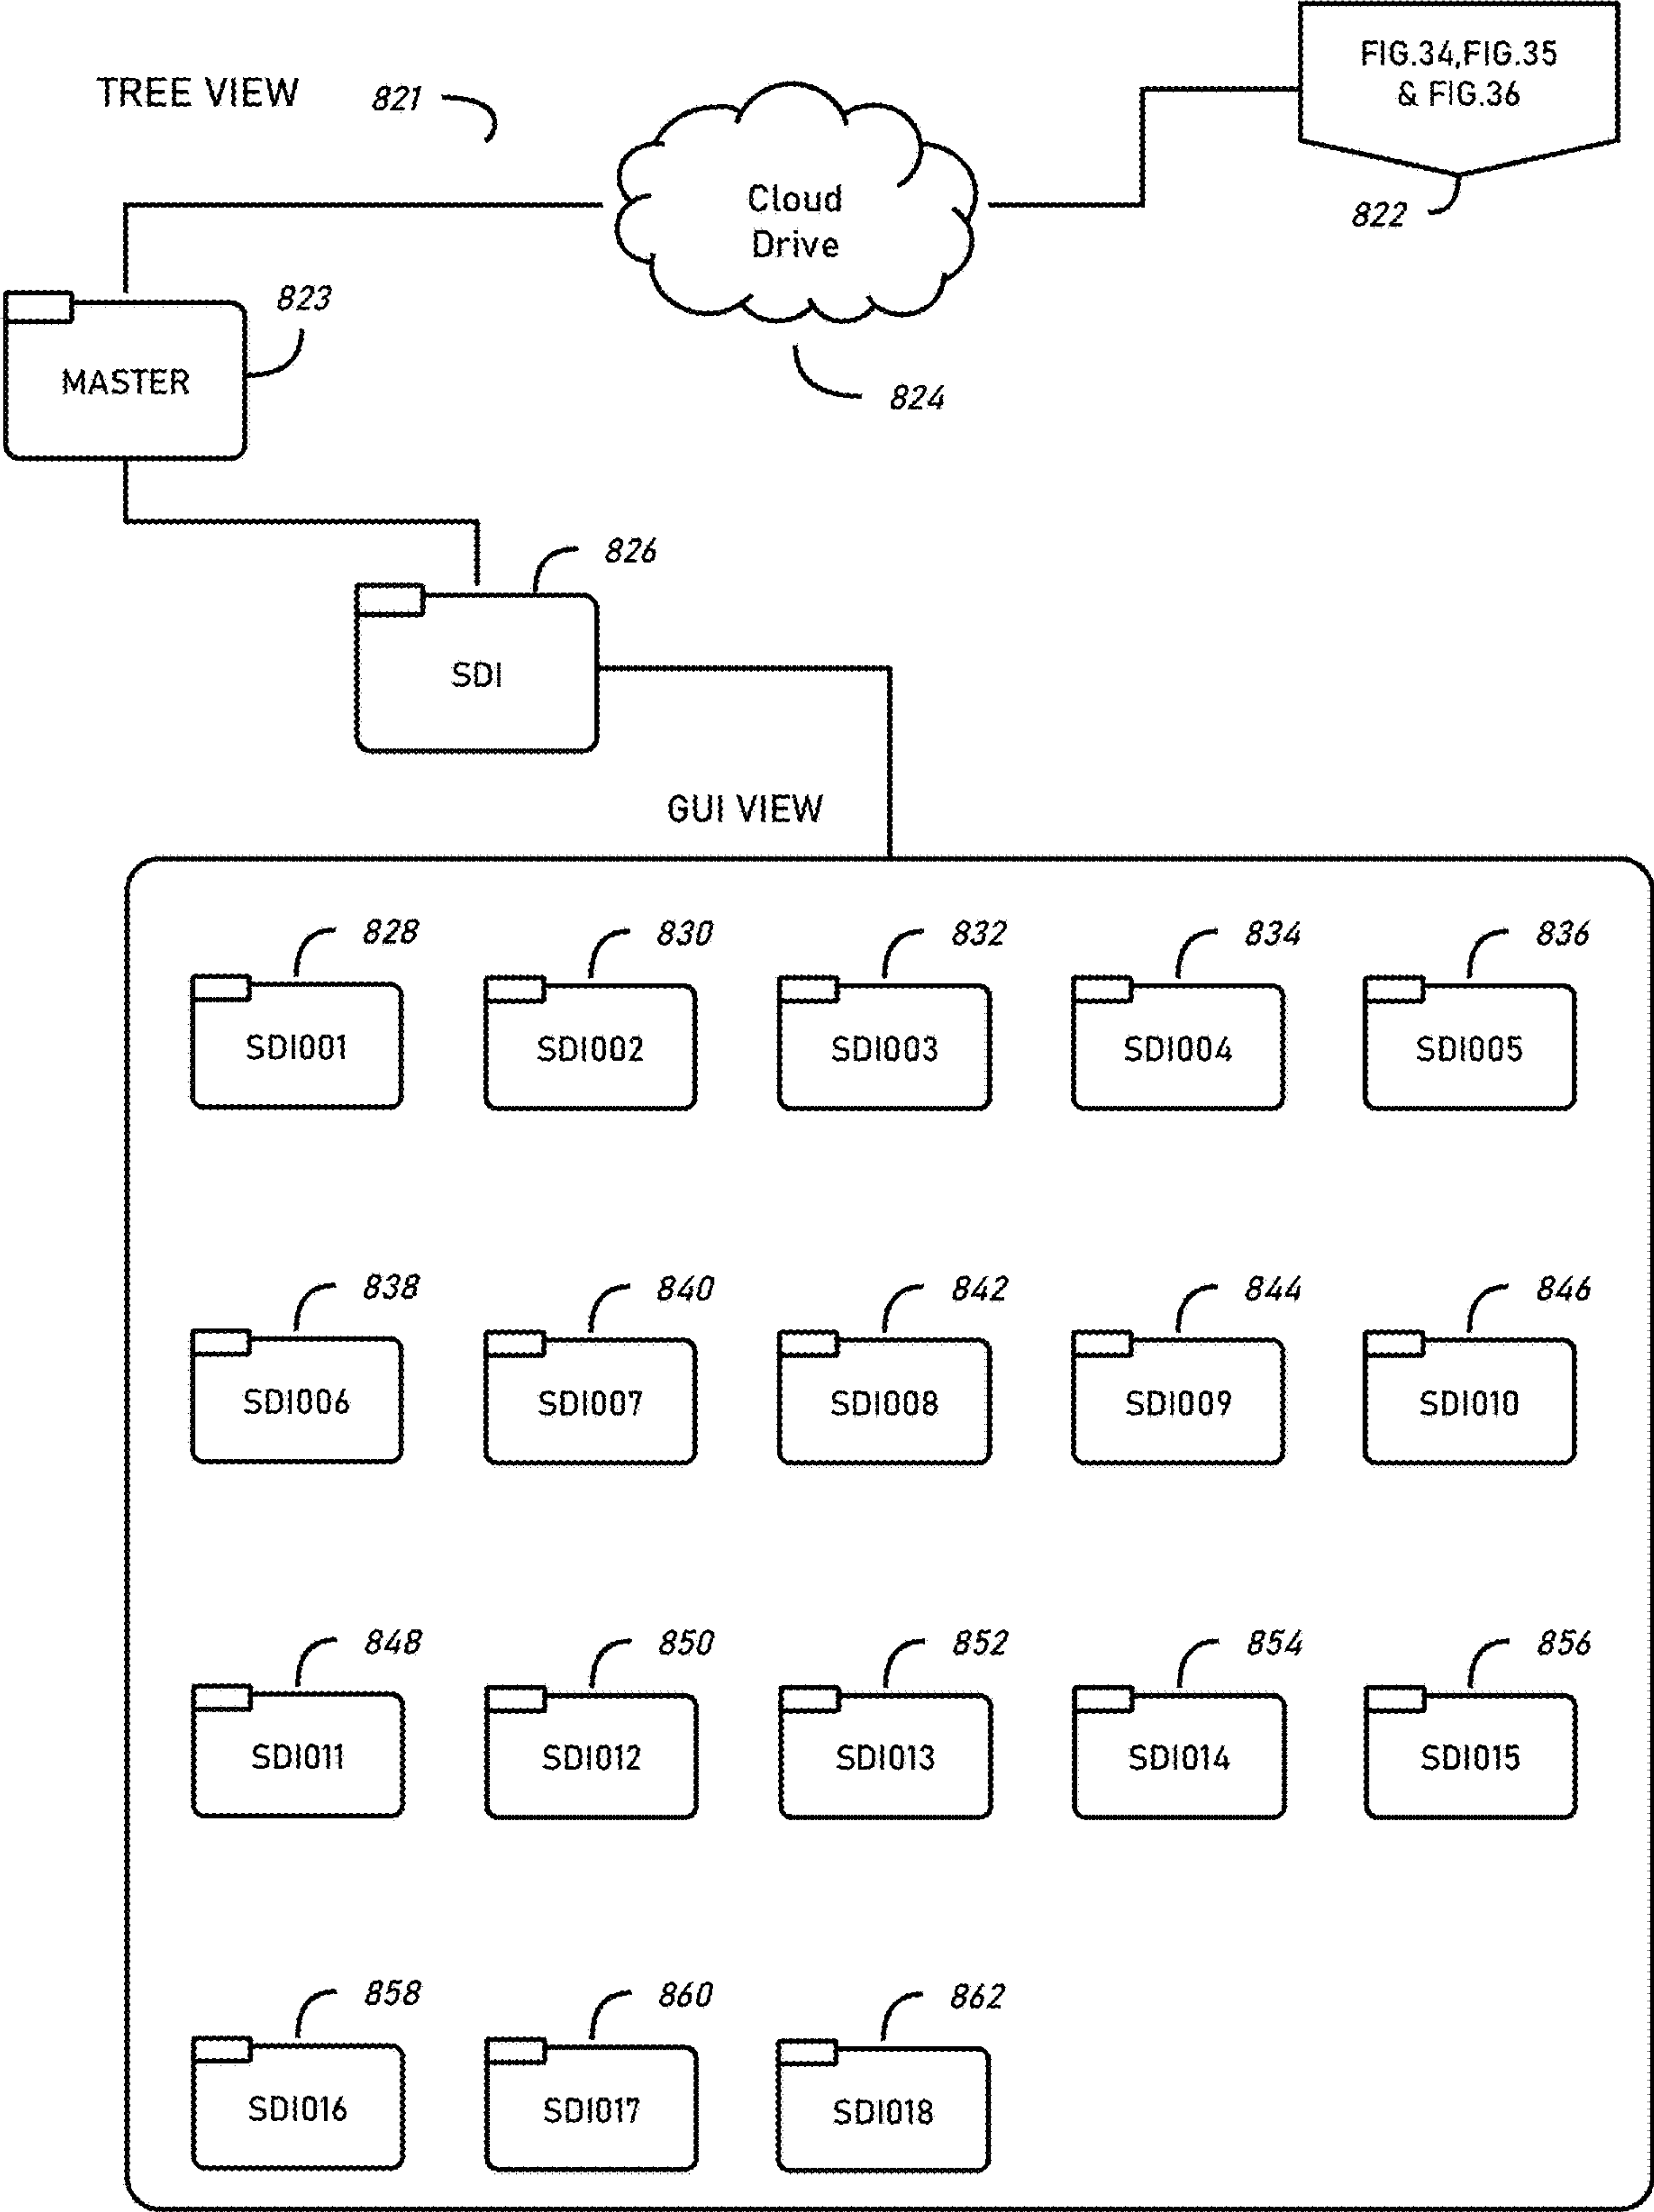 FIG.34,FIG.35
& FIG.36
TREE VIEW
821
822
Cloud
Drive
823
MASTER
824
826
SDI
GUI VIEW
828 830 832 834 836
SDI001 SDI002 SDI003 SDI004 SDI005
838 840 842 844 846
SDI006 SDI007 SDI008 SDI009 SDI010
848 850 852 854 856
SDI011 SDI012 SDI013 SDI014 SDI015
858 860 862
SDI016 SDI017 SDI018